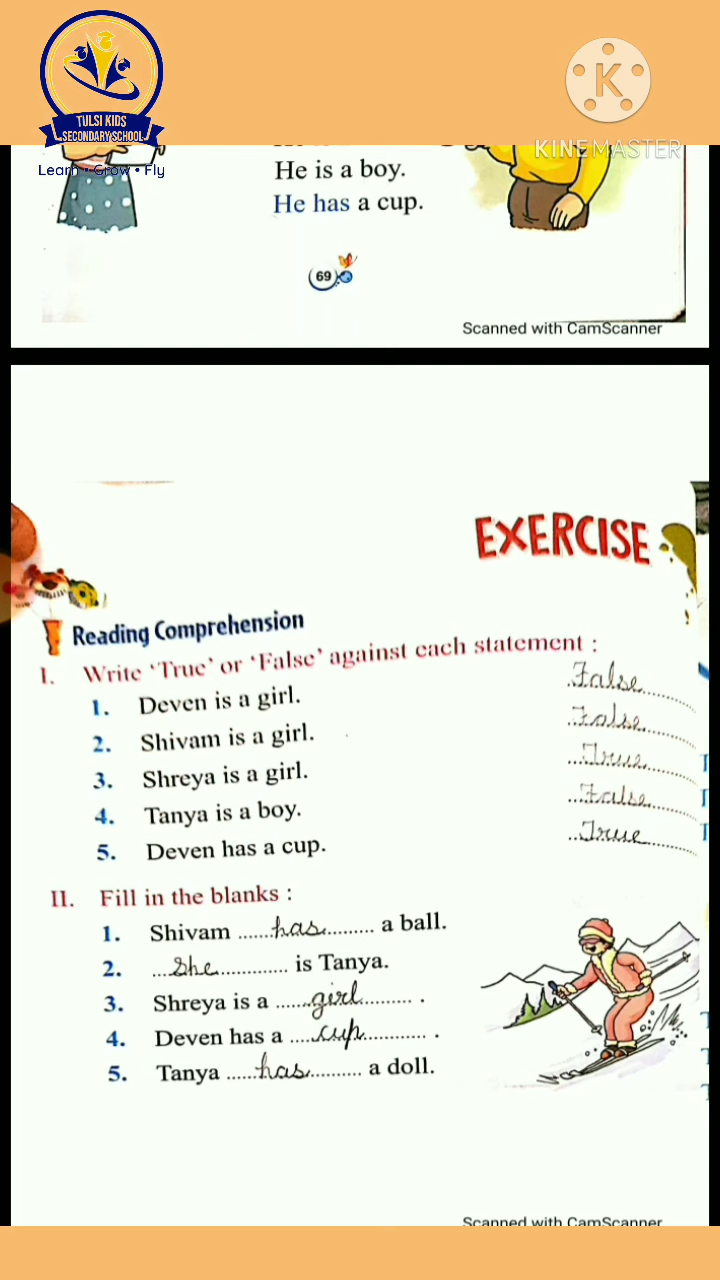 TULSI KIDS
SECONDARY SCHOOL
Learn • Grow • Fly
K
KINEMASTER
He is a boy.
He has a cup.
69
Scanned with CamScanner
EXERCISE
Reading Comprehension
I. Write 'True' or 'False' against each statement :
1. Deven is a girl. False
2. Shivam is a girl. False
3. Shreya is a girl. True
4. Tanya is a boy. False
5. Deven has a cup. True
II. Fill in the blanks :
1. Shivam ......has.......... a ball.
2. ...She............. is Tanya.
3. Shreya is a ......girl.......... .
4. Deven has a ....cup............. .
5. Tanya ......has.......... a doll.
Scanned with CamScanner